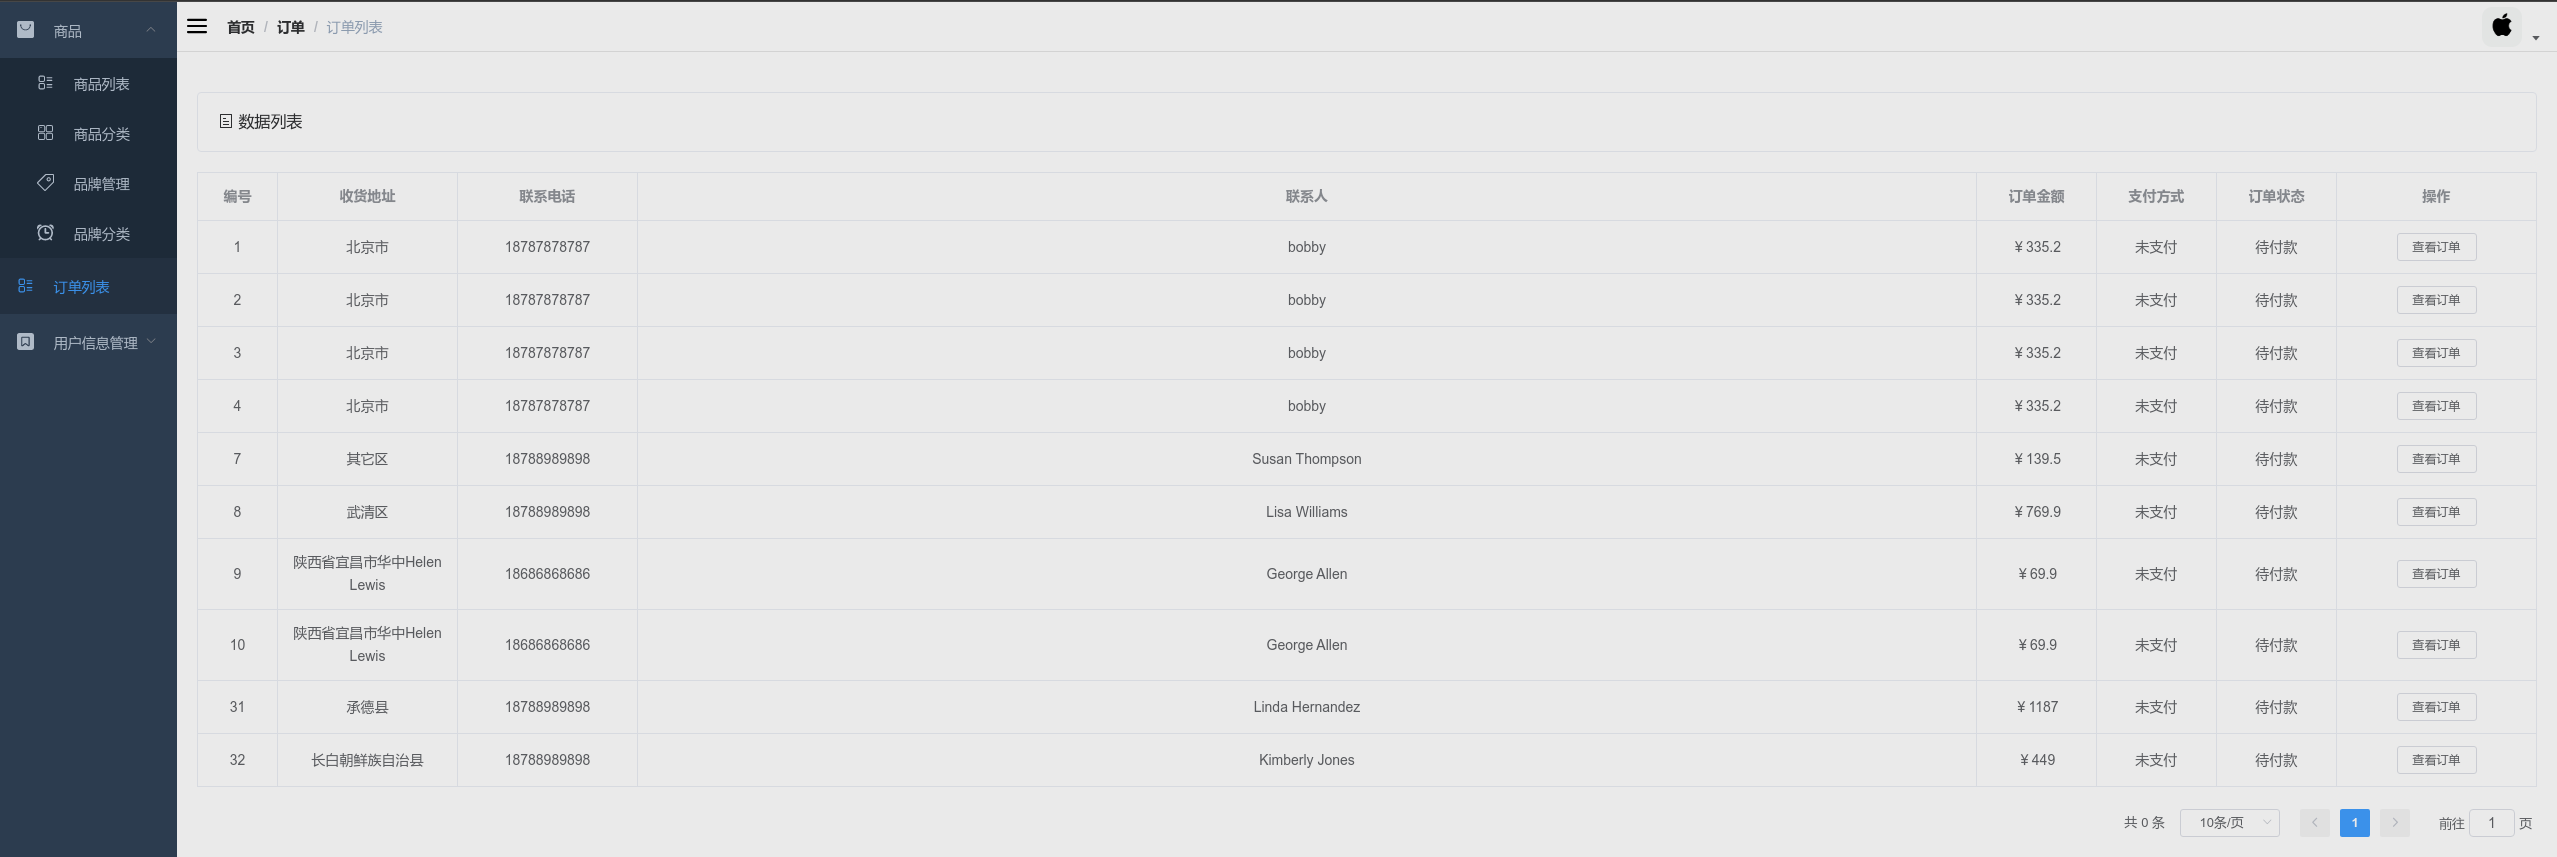 商品
商品列表
商品分类
品牌管理
品牌分类
订单列表
用户信息管理
首页 / 订单 / 订单列表
数据列表
编号 收货地址 联系电话 联系人 订单金额 支付方式 订单状态 操作
1 北京市 18787878787 bobby ¥ 335.2 未支付 待付款 查看订单
2 北京市 18787878787 bobby ¥ 335.2 未支付 待付款 查看订单
3 北京市 18787878787 bobby ¥ 335.2 未支付 待付款 查看订单
4 北京市 18787878787 bobby ¥ 335.2 未支付 待付款 查看订单
7 其它区 18788989898 Susan Thompson ¥ 139.5 未支付 待付款 查看订单
8 武清区 18788989898 Lisa Williams ¥ 769.9 未支付 待付款 查看订单
9 陕西省宜昌市华中Helen
Lewis 18686868686 George Allen ¥ 69.9 未支付 待付款 查看订单
10 陕西省宜昌市华中Helen
Lewis 18686868686 George Allen ¥ 69.9 未支付 待付款 查看订单
31 承德县 18788989898 Linda Hernandez ¥ 1187 未支付 待付款 查看订单
32 长白朝鲜族自治县 18788989898 Kimberly Jones ¥ 449 未支付 待付款 查看订单
共 0 条 10条/页 1 前往 1 页